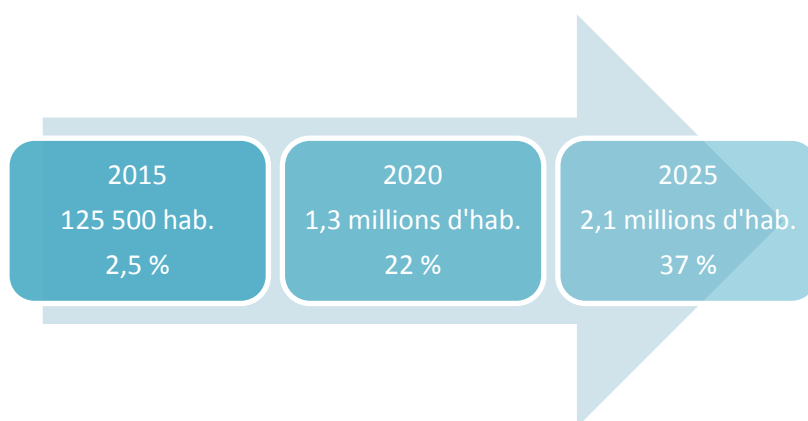 2015
125 500 hab.
2,5 %
2020
1,3 millions d'hab.
22 %
2025
2,1 millions d'hab.
37 %